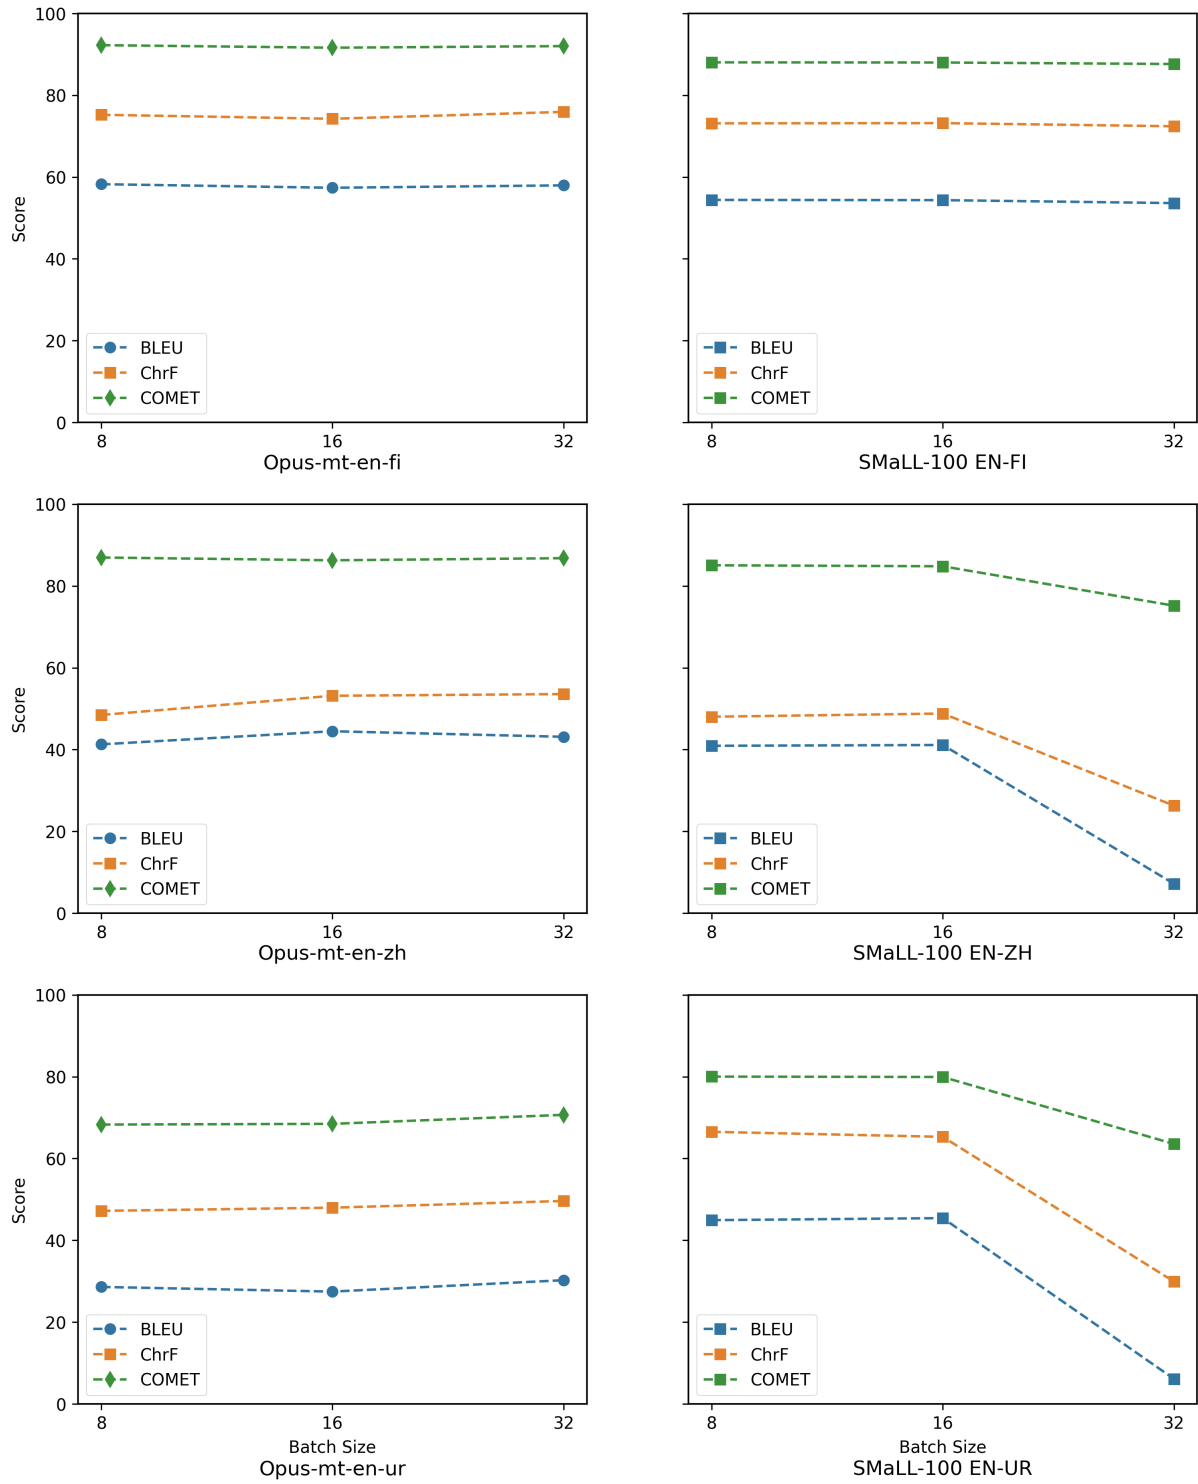 100
80
60
40
20
0
Score
BLEU
ChrF
COMET
8 16 32
Opus-mt-en-fi
BLEU
ChrF
COMET
8 16 32
SMaLL-100 EN-FI
100
80
60
40
20
0
Score
BLEU
ChrF
COMET
8 16 32
Opus-mt-en-zh
BLEU
ChrF
COMET
8 16 32
SMaLL-100 EN-ZH
100
80
60
40
20
0
Score
BLEU
ChrF
COMET
8 16 32
Batch Size
Opus-mt-en-ur
BLEU
ChrF
COMET
8 16 32
Batch Size
SMaLL-100 EN-UR